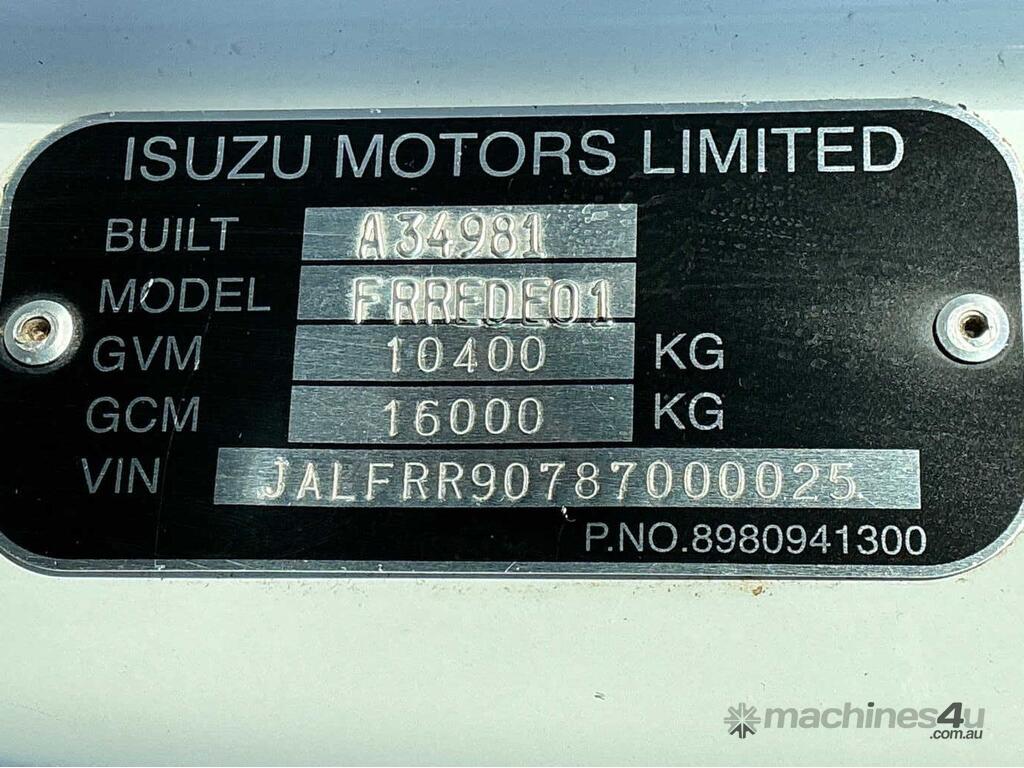 ISUZU MOTORS LIMITED
BUILT A34981
MODEL FRREDE01
GVM 10400 KG
GCM 16000 KG
VIN JALFRR90787000025
P.NO.8980941300
machines4u
.com.au